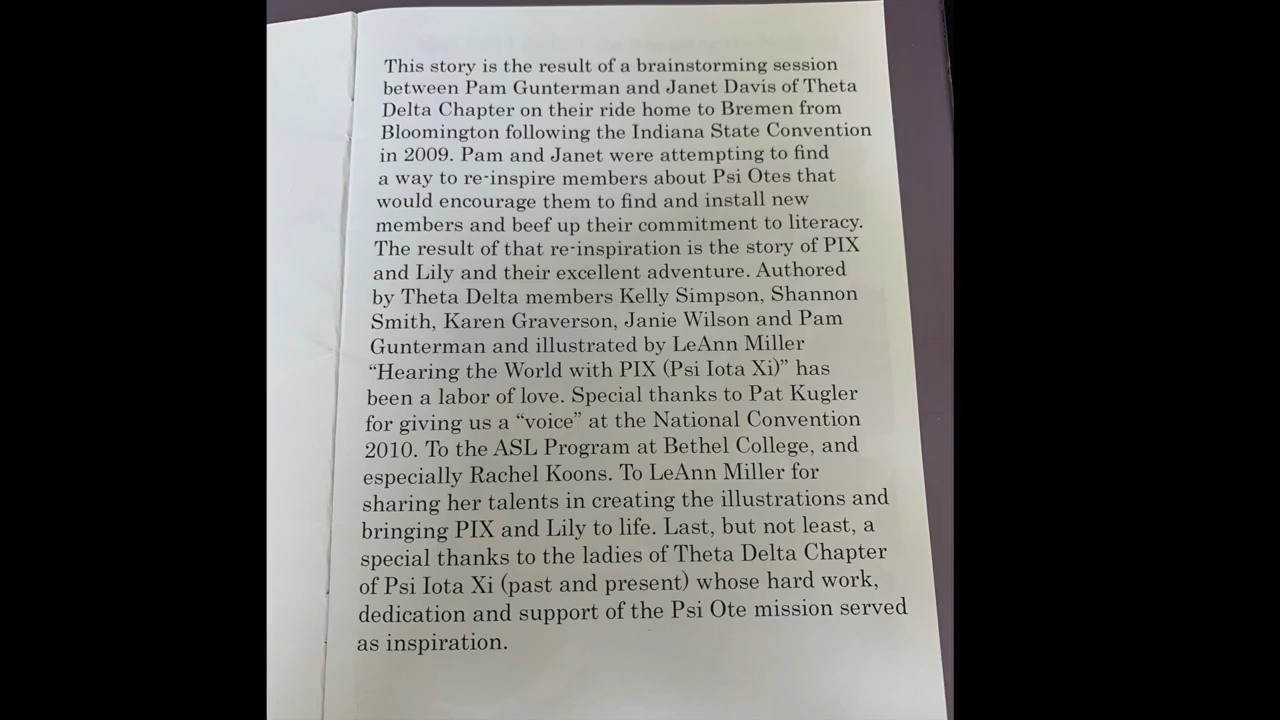 This story is the result of a brainstorming session
between Pam Gunterman and Janet Davis of Theta
Delta Chapter on their ride home to Bremen from
Bloomington following the Indiana State Convention
in 2009. Pam and Janet were attempting to find
a way to re-inspire members about Psi Otes that
would encourage them to find and install new
members and beef up their commitment to literacy.
The result of that re-inspiration is the story of PIX
and Lily and their excellent adventure. Authored
by Theta Delta members Kelly Simpson, Shannon
Smith, Karen Graverson, Janie Wilson and Pam
Gunterman and illustrated by LeAnn Miller
“Hearing the World with PIX (Psi Iota Xi)” has
been a labor of love. Special thanks to Pat Kugler
for giving us a “voice” at the National Convention
2010. To the ASL Program at Bethel College, and
especially Rachel Koons. To LeAnn Miller for
sharing her talents in creating the illustrations and
bringing PIX and Lily to life. Last, but not least, a
special thanks to the ladies of Theta Delta Chapter
of Psi Iota Xi (past and present) whose hard work,
dedication and support of the Psi Ote mission served
as inspiration.